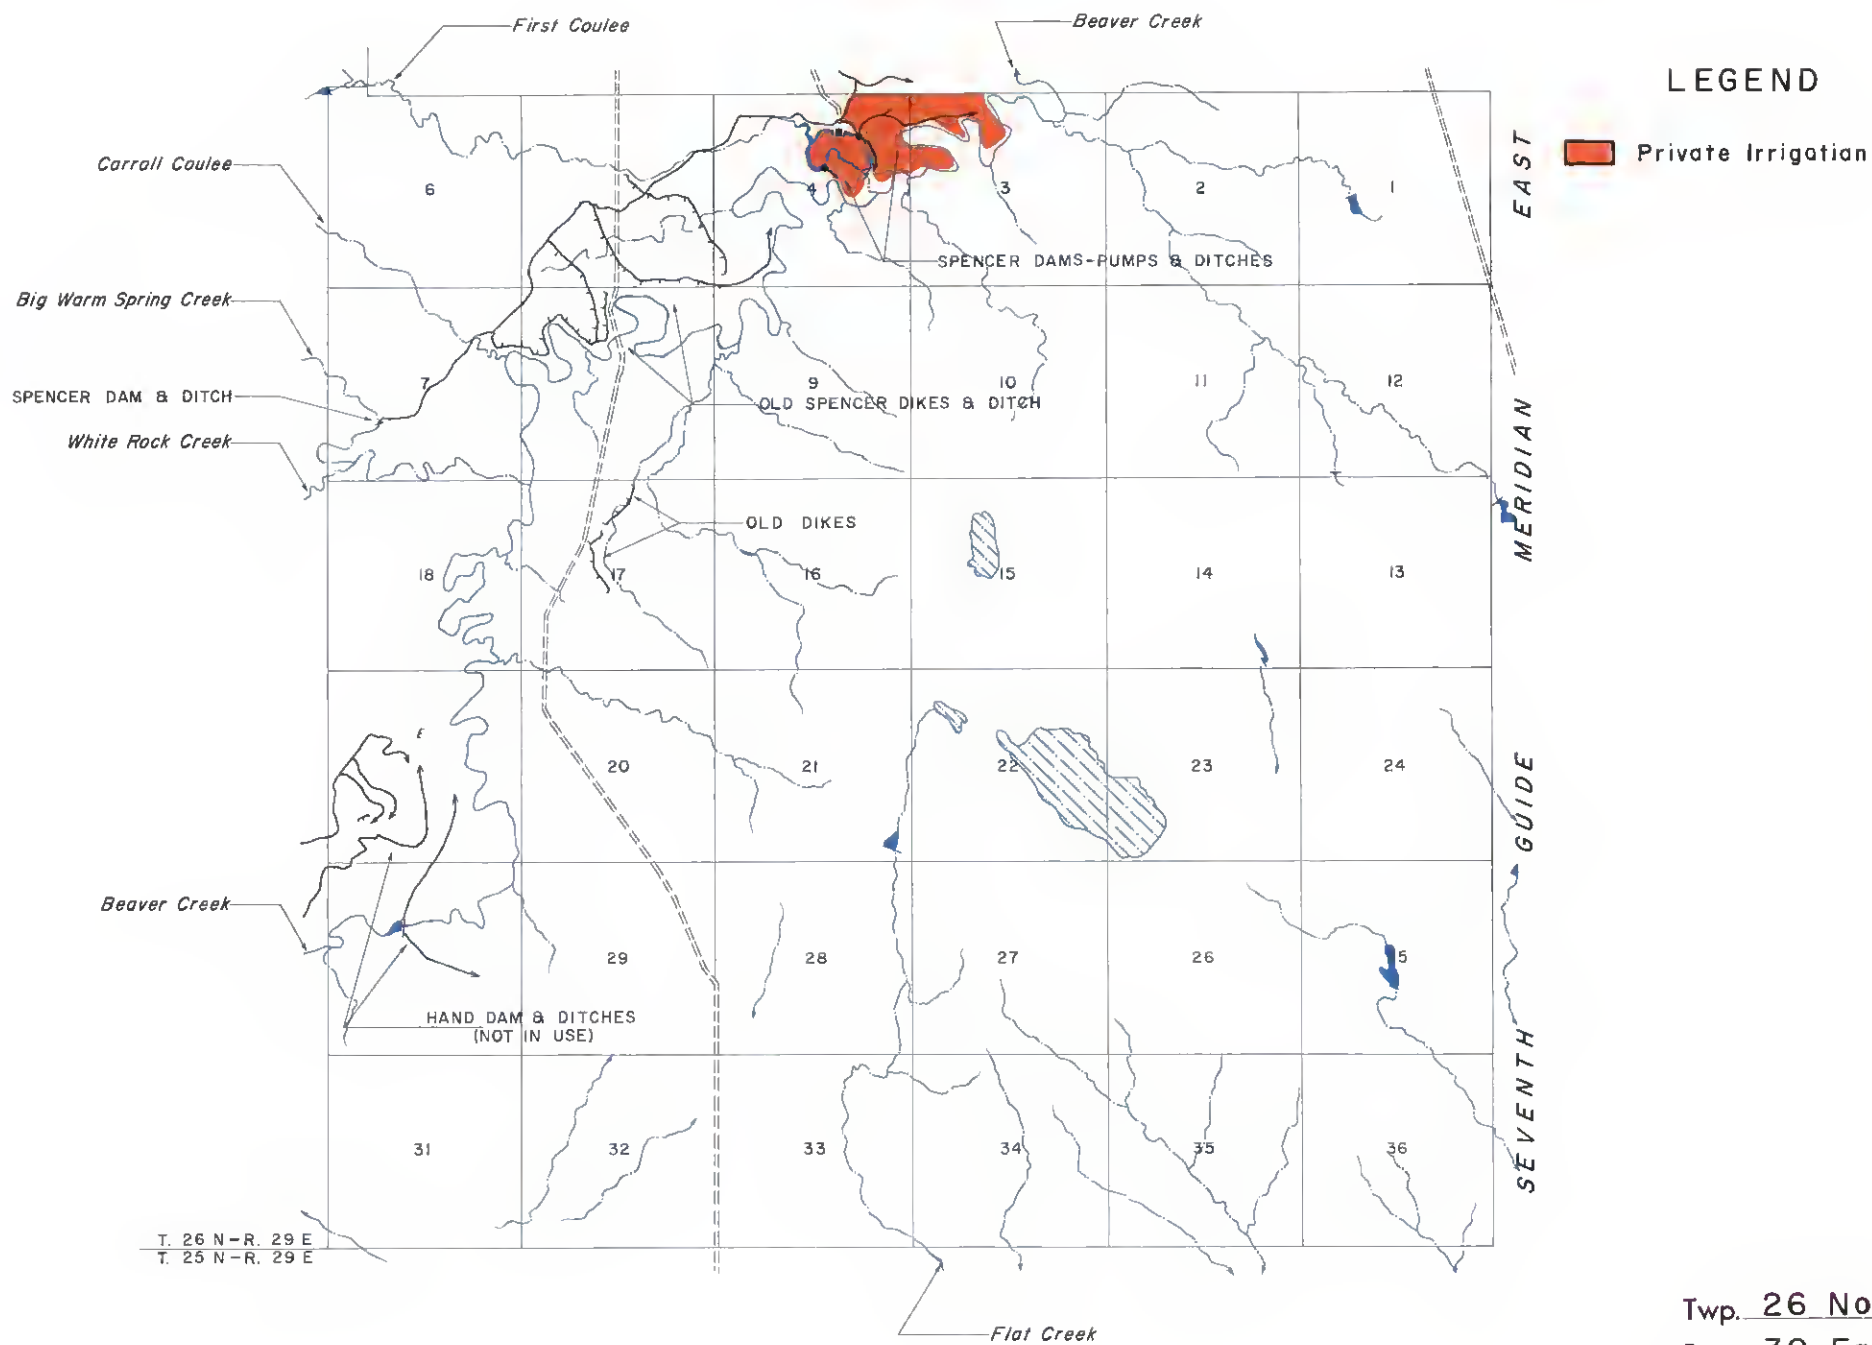 First Coulee
Beaver Creek
LEGEND
Private Irrigation
Carroll Coulee
6
4
3
2
1
EAST
SPENCER DAMS-PUMPS & DITCHES
Big Warm Spring Creek
7
9
10
11
12
SPENCER DAM & DITCH
OLD SPENCER DIKES & DITCH
White Rock Creek
MERIDIAN
OLD DIKES
18
17
16
15
14
13
E
20
21
22
23
24
GUIDE
Beaver Creek
29
28
27
26
5
HAND DAM & DITCHES
(NOT IN USE)
SEVENTH
31
32
33
34
35
36
T. 26 N-R. 29 E
T. 25 N-R. 29 E
Flat Creek
Twp. 26 No